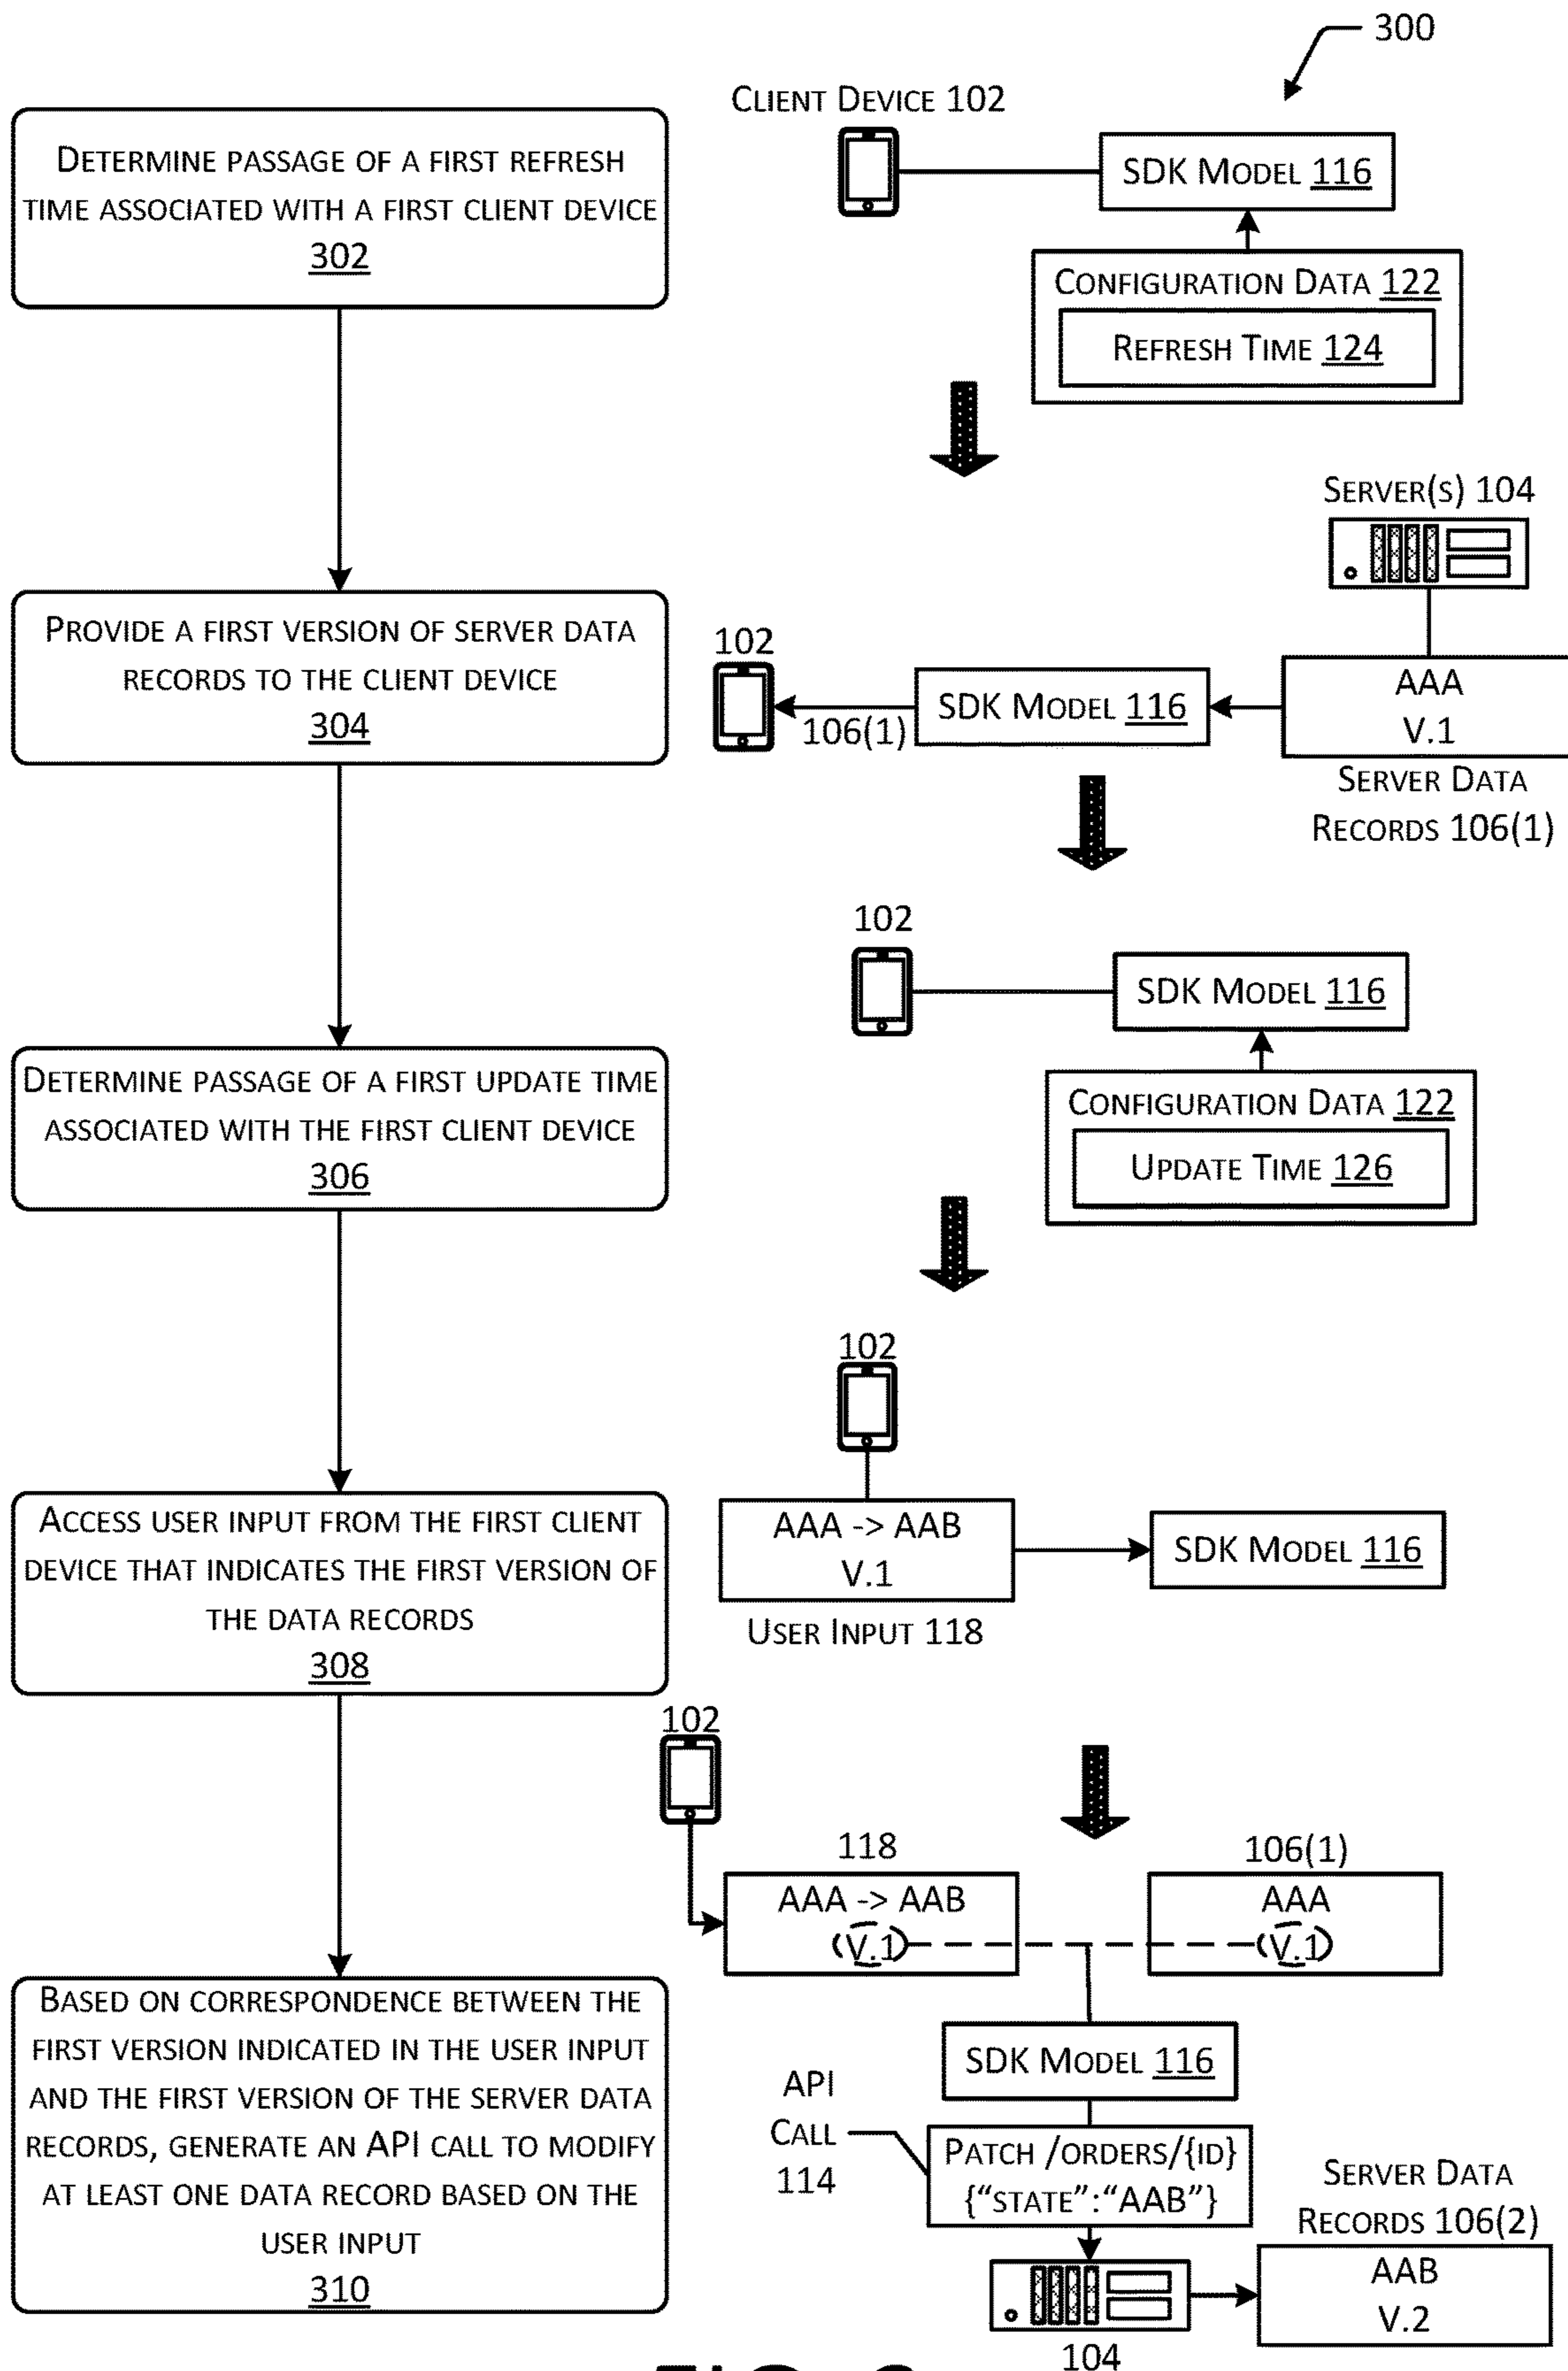 300
CLIENT DEVICE 102
DETERMINE PASSAGE OF A FIRST REFRESH
TIME ASSOCIATED WITH A FIRST CLIENT DEVICE
302
SDK MODEL 116
CONFIGURATION DATA 122
REFRESH TIME 124
SERVER(S) 104
PROVIDE A FIRST VERSION OF SERVER DATA
RECORDS TO THE CLIENT DEVICE
304
102
106(1)
SDK MODEL 116
AAA
V.1
SERVER DATA
RECORDS 106(1)
102
SDK MODEL 116
DETERMINE PASSAGE OF A FIRST UPDATE TIME
ASSOCIATED WITH THE FIRST CLIENT DEVICE
306
CONFIGURATION DATA 122
UPDATE TIME 126
102
ACCESS USER INPUT FROM THE FIRST CLIENT
DEVICE THAT INDICATES THE FIRST VERSION OF
THE DATA RECORDS
308
AAA -> AAB
V.1
USER INPUT 118
SDK MODEL 116
102
118
AAA -> AAB
V.1
106(1)
AAA
V.1
BASED ON CORRESPONDENCE BETWEEN THE
FIRST VERSION INDICATED IN THE USER INPUT
AND THE FIRST VERSION OF THE SERVER DATA
RECORDS, GENERATE AN API CALL TO MODIFY
AT LEAST ONE DATA RECORD BASED ON THE
USER INPUT
310
SDK MODEL 116
API
CALL
114
PATCH /ORDERS/{ID}
{“STATE”:“AAB”}
SERVER DATA
RECORDS 106(2)
AAB
V.2
104